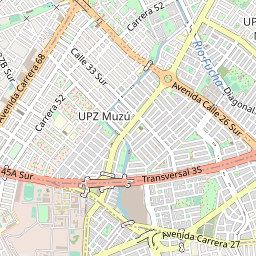 Carrera 52
UPZ
Avenida Carrera 68
Calle 33 Sur
Río Fucha
Diagonal
Avenida Calle 26 Sur
Carrera 52
UPZ Muzú
45A Sur
Transversal 35
Avenida Carrera 27